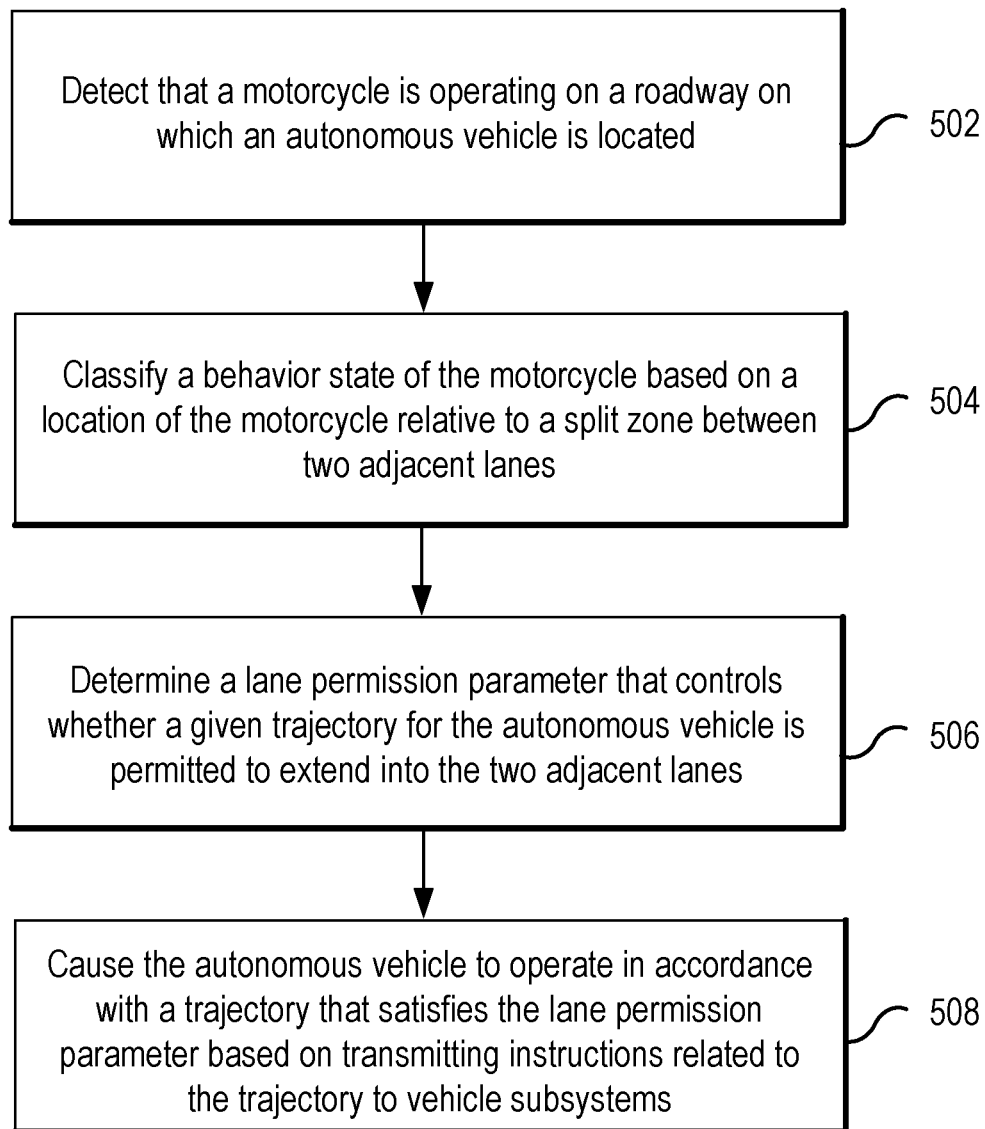 Detect that a motorcycle is operating on a roadway on
which an autonomous vehicle is located
502
Classify a behavior state of the motorcycle based on a
location of the motorcycle relative to a split zone between
two adjacent lanes
504
Determine a lane permission parameter that controls
whether a given trajectory for the autonomous vehicle is
permitted to extend into the two adjacent lanes
506
Cause the autonomous vehicle to operate in accordance
with a trajectory that satisfies the lane permission
parameter based on transmitting instructions related to
the trajectory to vehicle subsystems
508